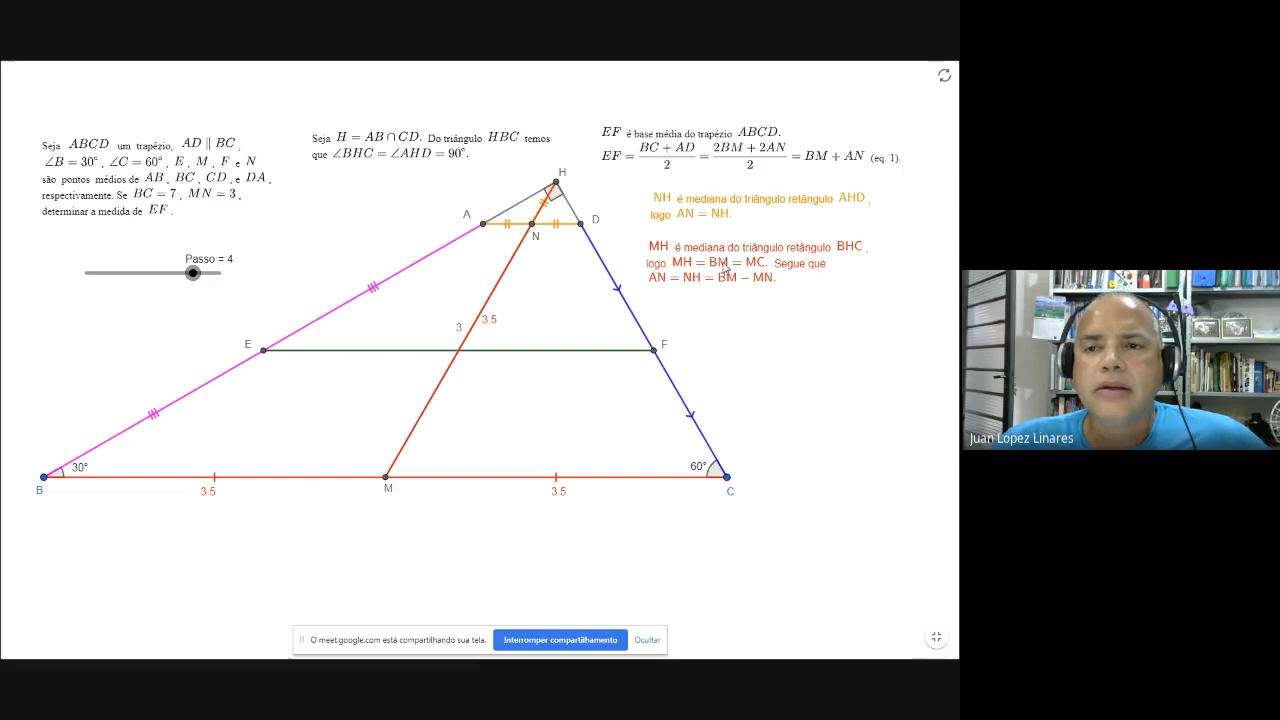 Seja ABCD um trapézio, AD ∥ BC,
∠B = 30°, ∠C = 60°, E, M, F e N
são pontos médios de AB, BC, CD, e DA,
respectivamente. Se BC = 7, MN = 3,
determinar a medida de EF.
Passo = 4
Seja H = AB ∩ CD. Do triângulo HBC temos
que ∠BHC = ∠AHD = 90°.
EF é base média do trapézio ABCD.
EF = (BC + AD)/2 = (2BM + 2AN)/2 = BM + AN (eq. 1).
NH é mediana do triângulo retângulo AHD,
logo AN = NH.
MH é mediana do triângulo retângulo BHC,
logo MH = BM = MC. Segue que
AN = NH = BM − MN.
H
A
D
N
3
3.5
E
F
30°
60°
B
3.5
M
3.5
C
Juan Lopez Linares
O meet.google.com está compartilhando sua tela.
Interromper compartilhamento
Ocultar